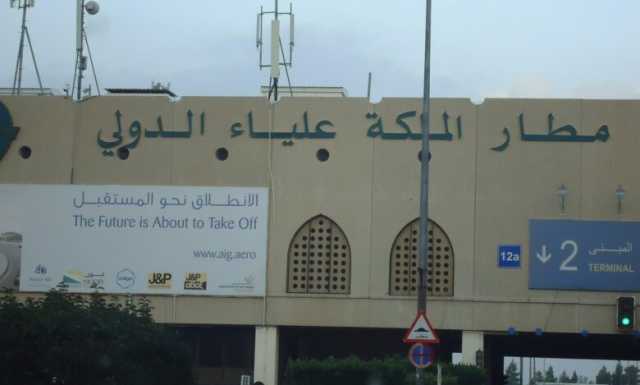 مطار الملكة علياء الدولي
الانطلاق نحو المستقبل
The Future is About to Take Off
www.aig.aero
J&P
J&P
12a
2
المبنى
TERMINAL